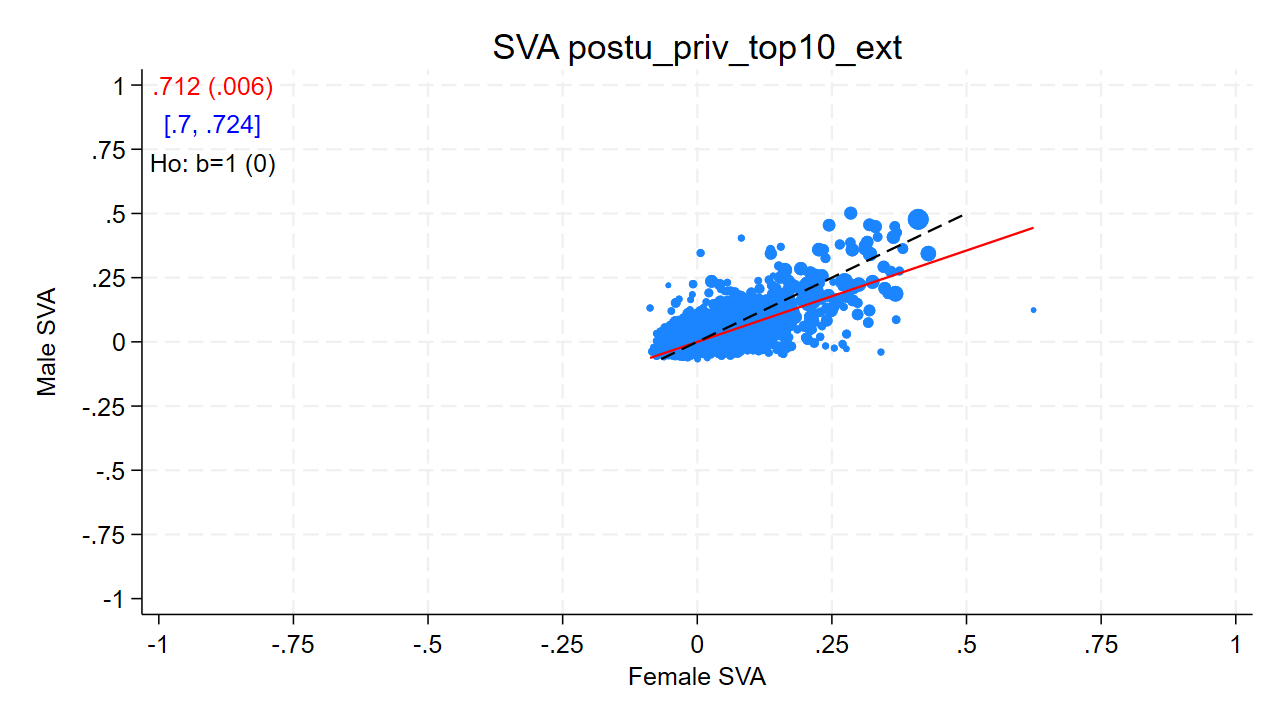 SVA postu_priv_top10_ext
.712 (.006)
[.7, .724]
Ho: b=1 (0)
Male SVA
1
.75
.5
.25
0
-.25
-.5
-.75
-1
-1 -.75 -.5 -.25 0 .25 .5 .75 1
Female SVA